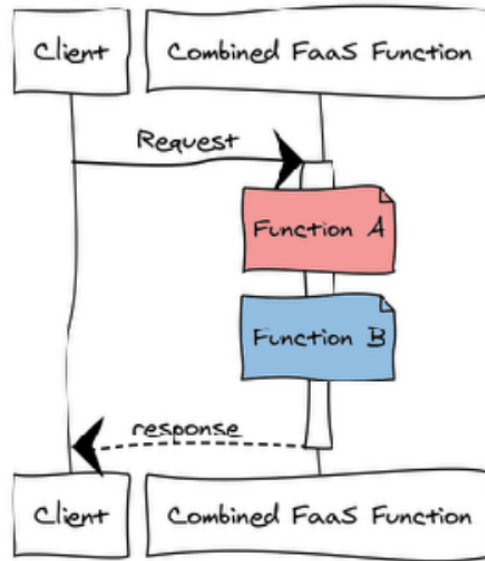 Client
Combined FaaS Function
Request
Function A
Function B
response
Client
Combined FaaS Function